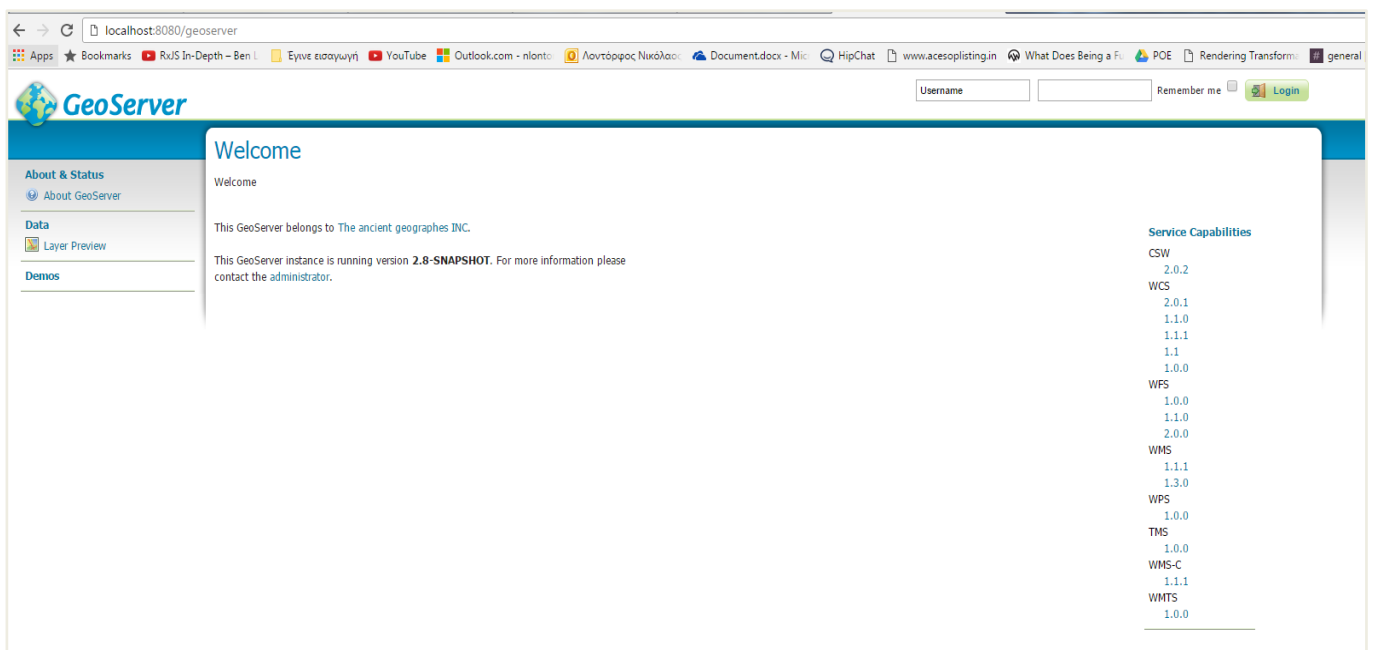 localhost:8080/geoserver
Apps Bookmarks RxJS In-Depth – Ben Έγινε εισαγωγή YouTube Outlook.com - nlonto Λοντόρφος Νικόλαος Document.docx - Mic HipChat www.acesoplisting.in What Does Being a Fu POE Rendering Transforma general
GeoServer
Username Remember me Login
Welcome
About & Status
About GeoServer
Data
Layer Preview
Demos
Welcome
This GeoServer belongs to The ancient geographes INC.
This GeoServer instance is running version 2.8-SNAPSHOT. For more information please
contact the administrator.
Service Capabilities
CSW
2.0.2
WCS
2.0.1
1.1.0
1.1.1
1.1
1.0.0
WFS
1.0.0
1.1.0
2.0.0
WMS
1.1.1
1.3.0
WPS
1.0.0
TMS
1.0.0
WMS-C
1.1.1
WMTS
1.0.0